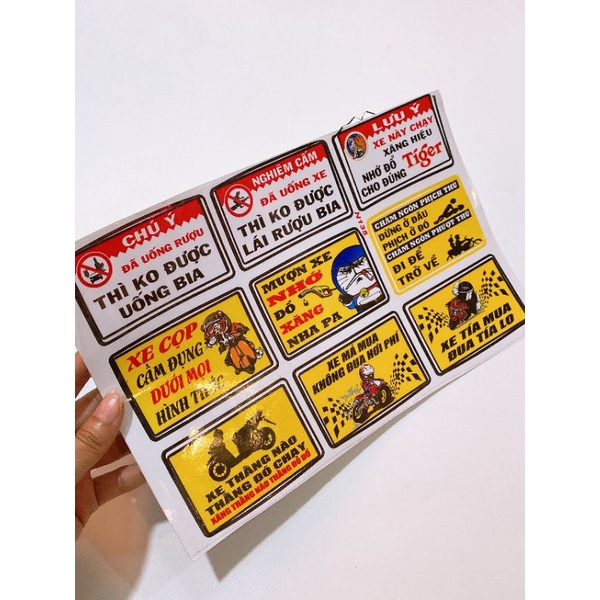 CHÚ Ý
ĐÃ UỐNG RƯỢU
THÌ KO ĐƯỢC
UỐNG BIA
NGHIÊM CẤM
ĐÃ UỐNG XE
THÌ KO ĐƯỢC
LÁI RƯỢU BIA
LƯU Ý
XE NÀY CHẠY
XĂNG HIỆU
NHỚ ĐỔ Tiger
CHO ĐÚNG
XE CỌP
CẤM ĐỤNG
DƯỚI MỌI
HÌNH THỨC
MƯỢN XE
NHỚ
ĐỔ
XĂNG
NHA PA
CHÂM NGÔN PHỊCH THỦ
DỪNG Ở ĐÂU
PHỊCH Ở ĐÓ
CHÂM NGÔN PHƯỢT THỦ
ĐI ĐỂ
TRỞ VỀ
XE THẰNG NÀO
THẰNG ĐÓ CHẠY
XĂNG THẰNG NÀO THẰNG ĐÓ ĐỔ
XE MÁ MUA
KHÔNG ĐUA HƠI PHÍ
XE TÍA MUA
ĐUA TÍA LO